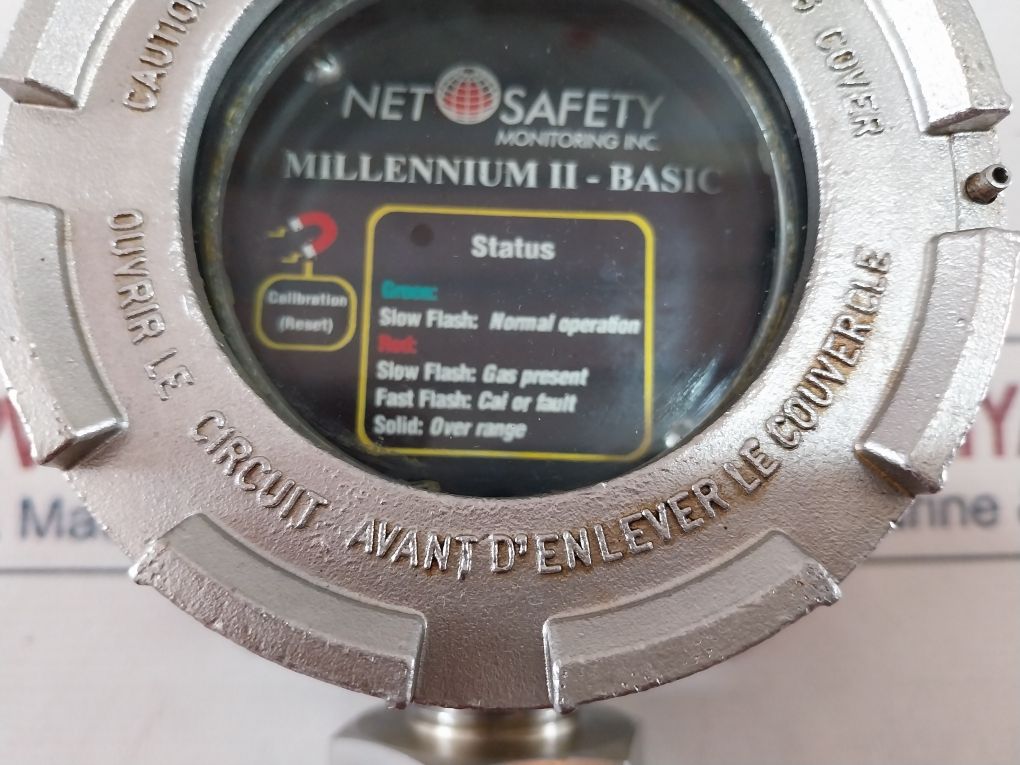 CAUTION
COVER
NET SAFETY
MONITORING INC
MILLENNIUM II - BASIC
Status
Calibration
(Reset)
Green:
Slow Flash: Normal operation
Red:
Slow Flash: Gas present
Fast Flash: Cal or fault
Solid: Over range
OUVRIR LE CIRCUIT AVANT D'ENLEVER LE COUVERCLE